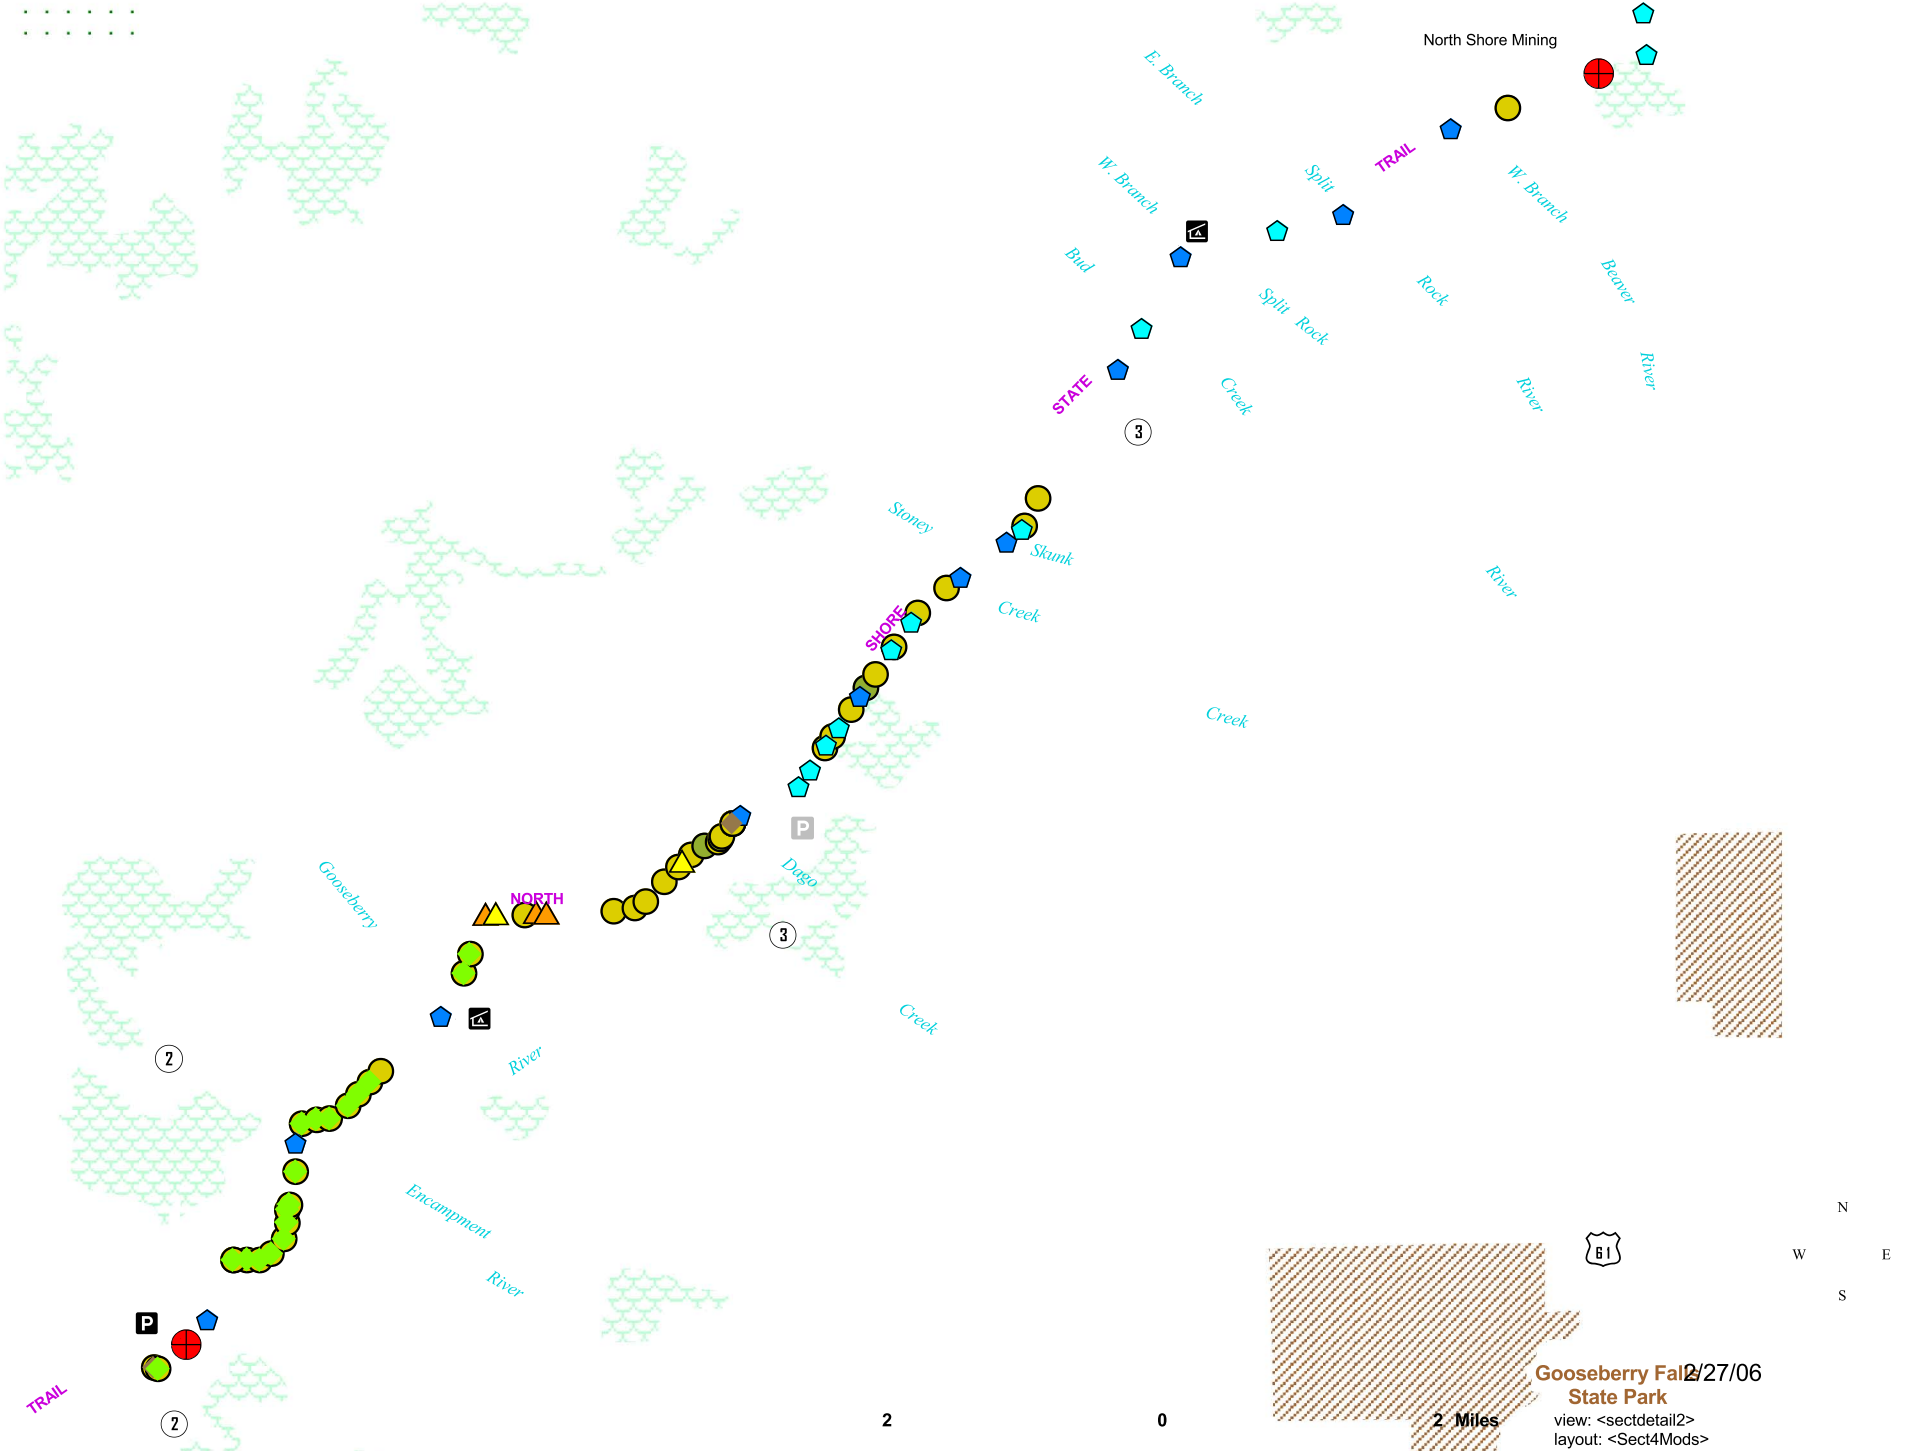 North Shore Mining
E. Branch
TRAIL
W. Branch
Split
W. Branch
Bud
Beaver
Rock
Split Rock
River
STATE
Creek
River
3
Stoney
Skunk
River
SHORE
Creek
Creek
P
Dago
Gooseberry
NORTH
3
Creek
2
River
Encampment
N
61
W E
River
S
P
Gooseberry Falls
2/27/06
TRAIL
State Park
2
2 0 2 Miles
view: <sectdetail2>
layout: <Sect4Mods>